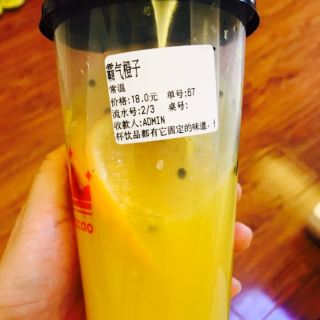 霸气橙子
常温
价格:18.0元 单号:67
流水号:2/3 桌号:
收款人:ADMIN
杯饮品都有它固定的味道,
cao